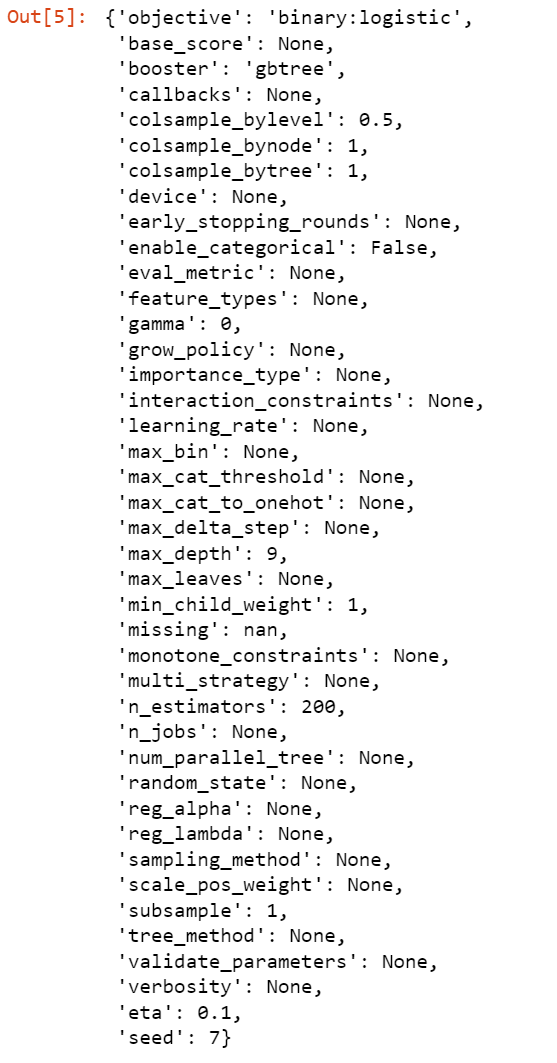 Out[5]: {'objective': 'binary:logistic',
'base_score': None,
'booster': 'gbtree',
'callbacks': None,
'colsample_bylevel': 0.5,
'colsample_bynode': 1,
'colsample_bytree': 1,
'device': None,
'early_stopping_rounds': None,
'enable_categorical': False,
'eval_metric': None,
'feature_types': None,
'gamma': 0,
'grow_policy': None,
'importance_type': None,
'interaction_constraints': None,
'learning_rate': None,
'max_bin': None,
'max_cat_threshold': None,
'max_cat_to_onehot': None,
'max_delta_step': None,
'max_depth': 9,
'max_leaves': None,
'min_child_weight': 1,
'missing': nan,
'monotone_constraints': None,
'multi_strategy': None,
'n_estimators': 200,
'n_jobs': None,
'num_parallel_tree': None,
'random_state': None,
'reg_alpha': None,
'reg_lambda': None,
'sampling_method': None,
'scale_pos_weight': None,
'subsample': 1,
'tree_method': None,
'validate_parameters': None,
'verbosity': None,
'eta': 0.1,
'seed': 7}